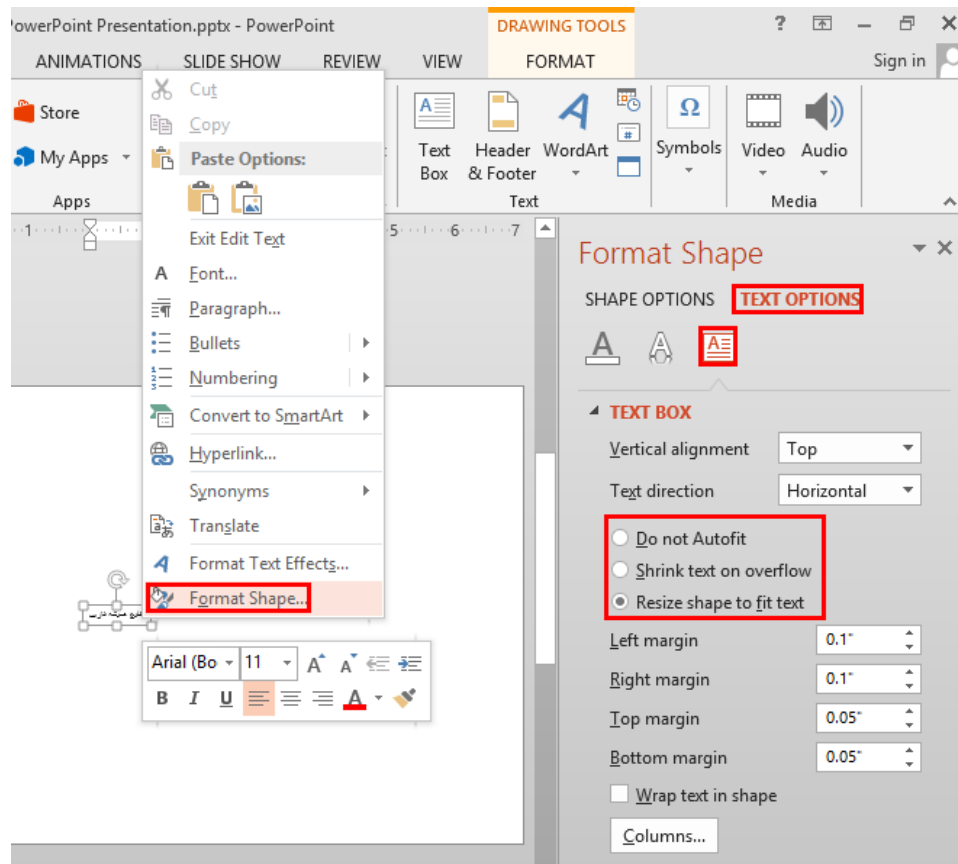 PowerPoint Presentation.pptx - PowerPoint
DRAWING TOOLS
?
ANIMATIONS
SLIDE SHOW
REVIEW
VIEW
FORMAT
Sign in
Store
My Apps
Apps
Text Box
Header & Footer
WordArt
#
Text
Ω
Symbols
Video
Audio
Media
Cut
Copy
Paste Options:
Exit Edit Text
A Font...
Paragraph...
Bullets
Numbering
Convert to SmartArt
Hyperlink...
Synonyms
Translate
Format Text Effects...
Format Shape...
1
5 6 7
Arial (Bo 11 A A
B I U A
Format Shape
SHAPE OPTIONS TEXT OPTIONS
A A A
TEXT BOX
Vertical alignment Top
Text direction Horizontal
Do not Autofit
Shrink text on overflow
Resize shape to fit text
Left margin 0.1"
Right margin 0.1"
Top margin 0.05"
Bottom margin 0.05"
Wrap text in shape
Columns...